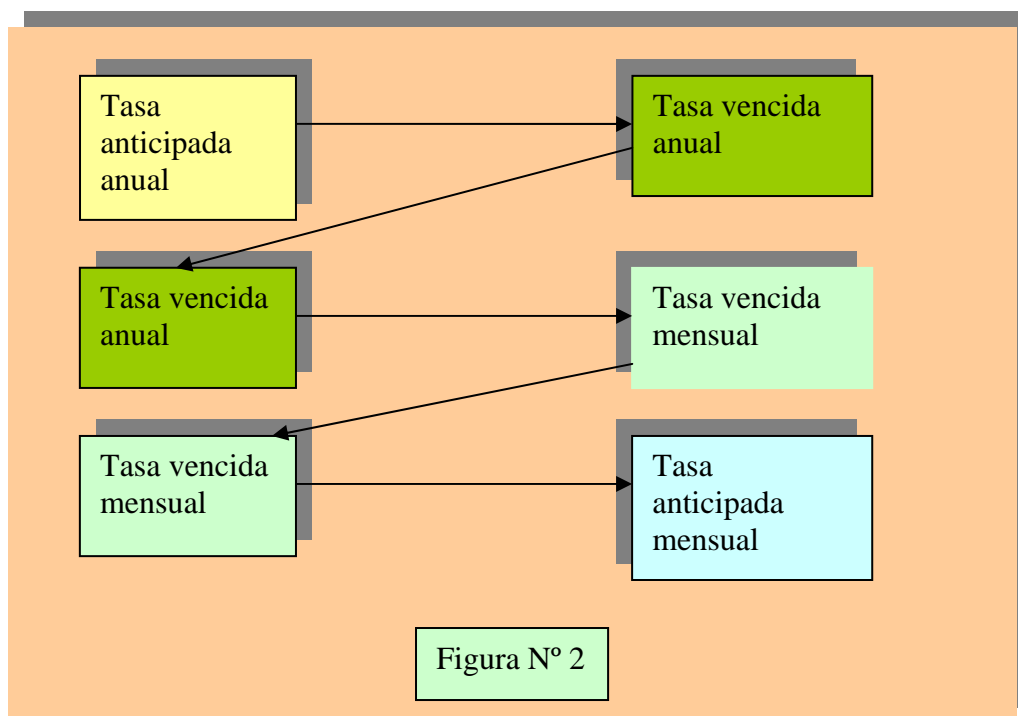 Tasa
anticipada
anual
Tasa vencida
anual
Tasa vencida
anual
Tasa vencida
mensual
Tasa vencida
mensual
Tasa
anticipada
mensual
Figura Nº 2